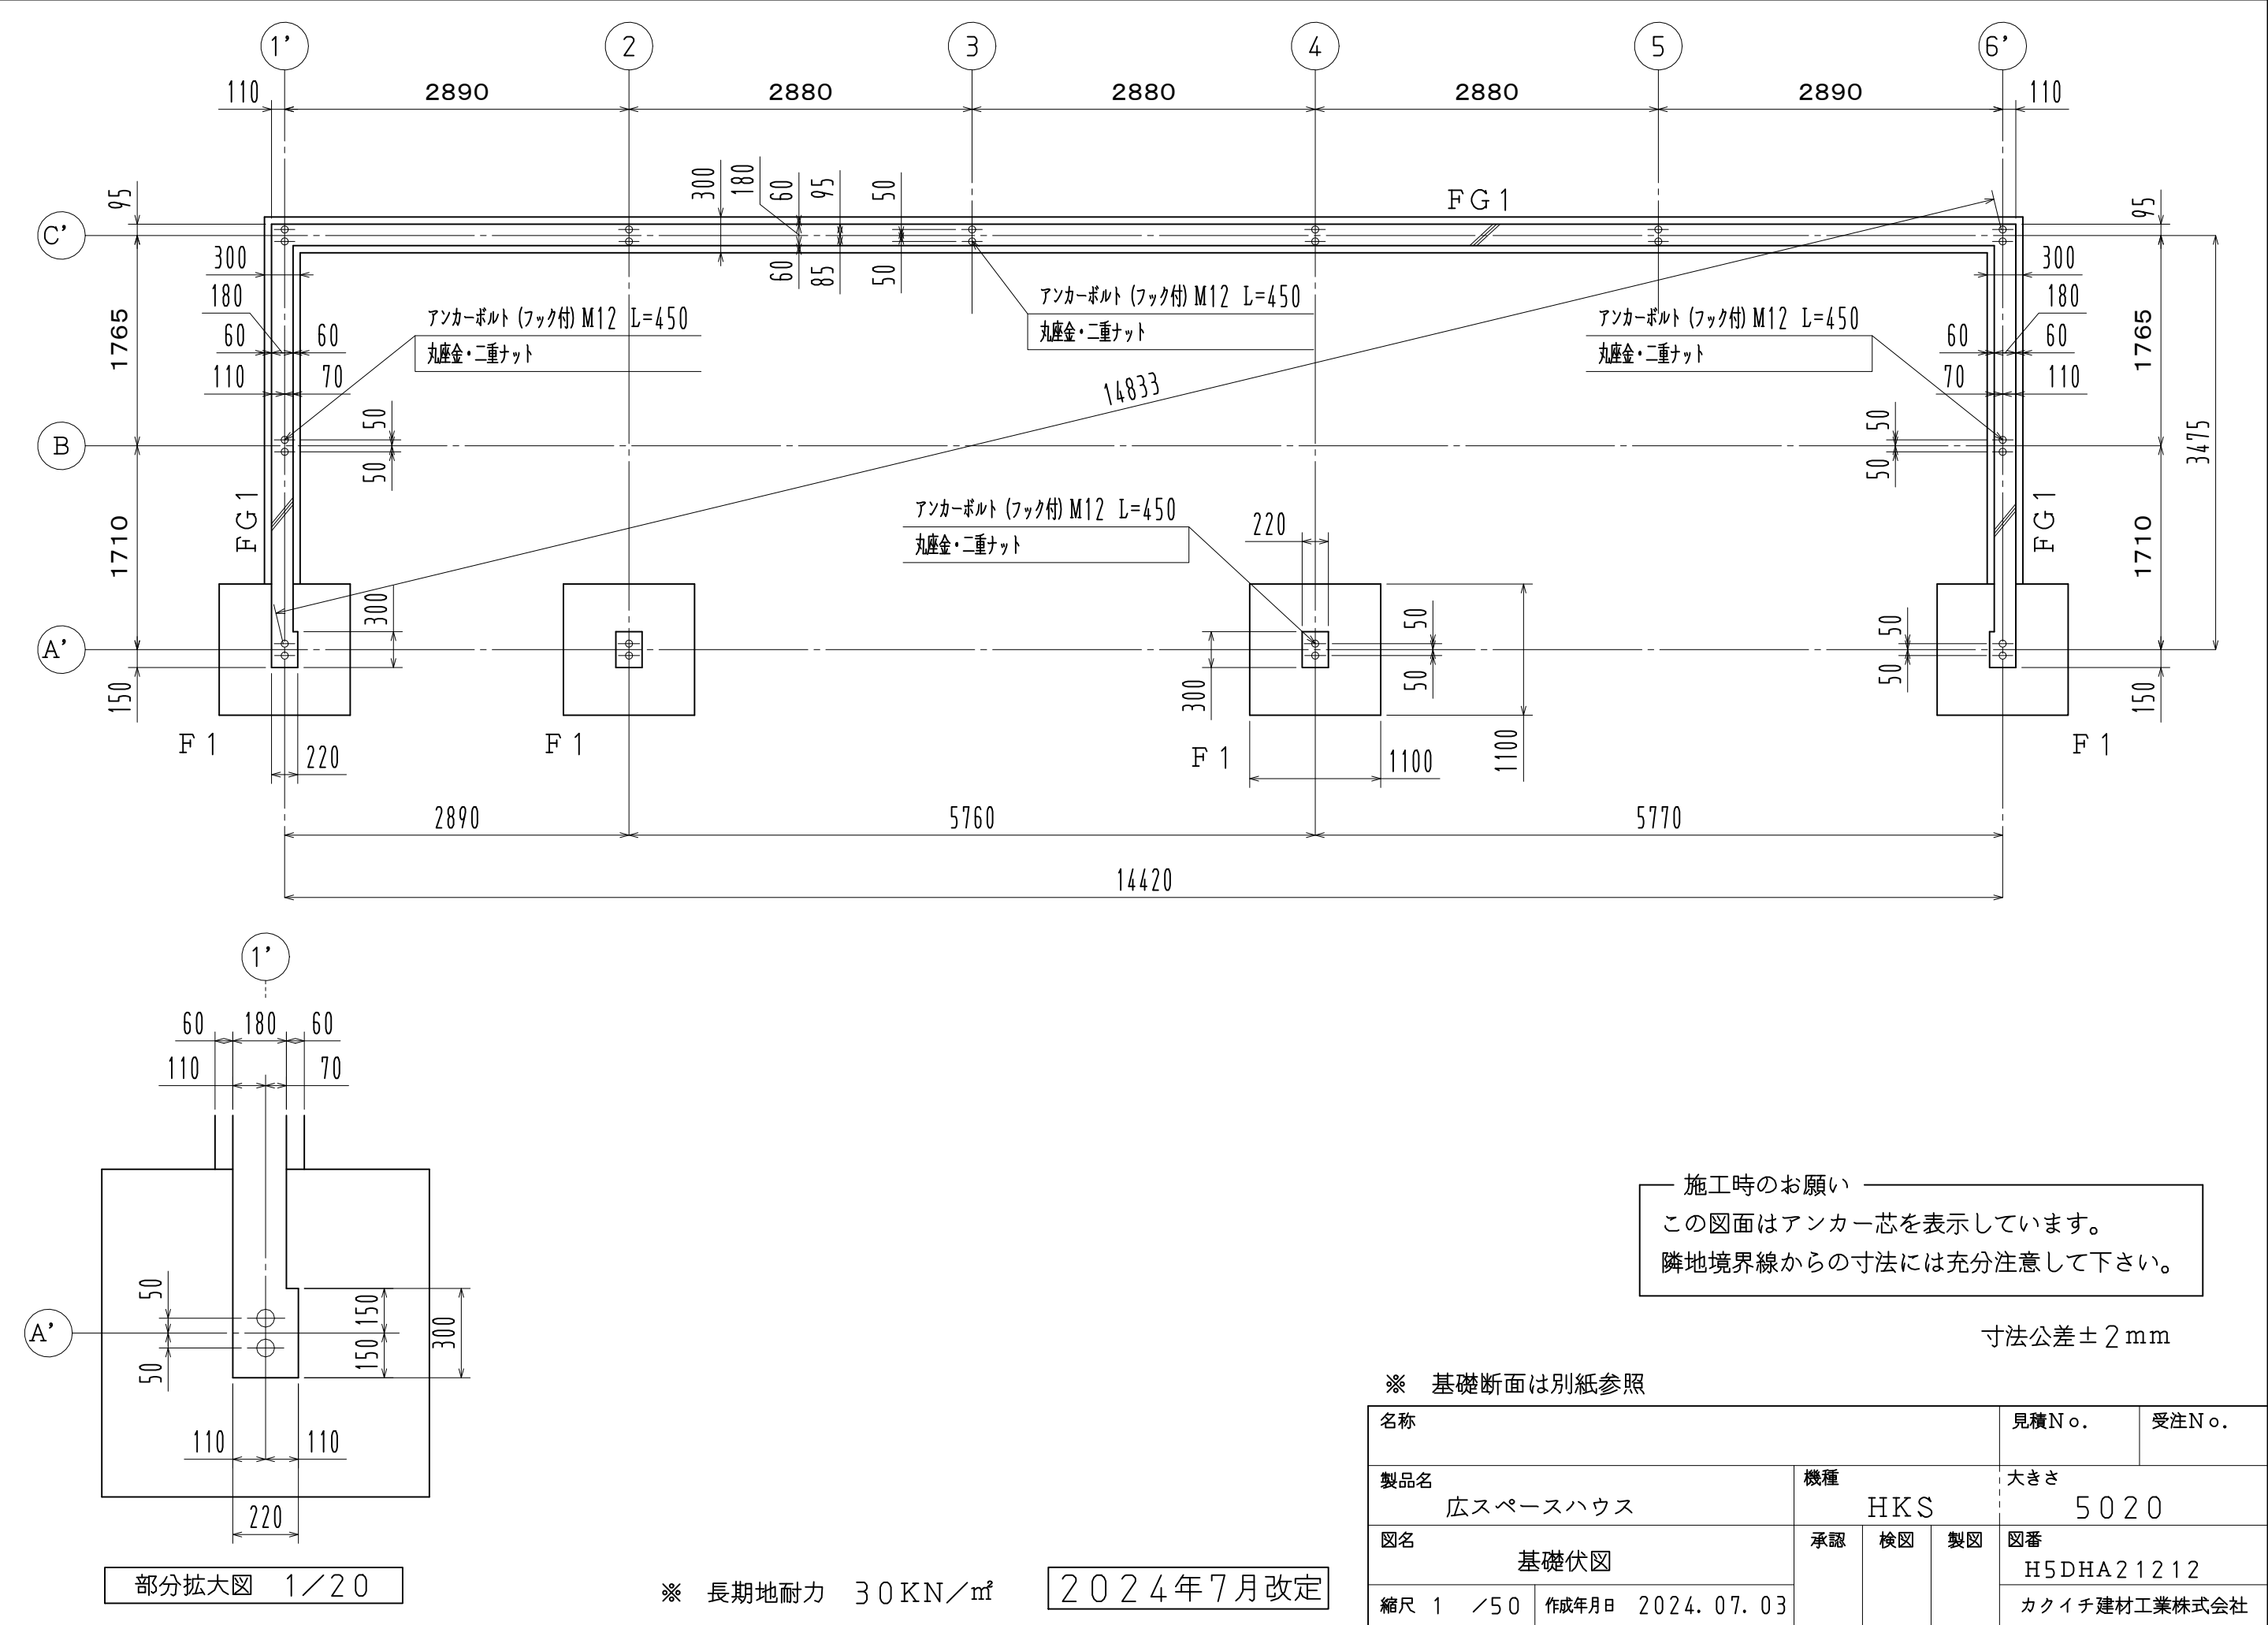 1' 2 3 4 5 6'
110 2890 2880 2880 2880 2890 110
95 300 180 60 95 50 FG1 95
C'
300 60 85 50 300
180 アンカーボルト (フック付) M12 L=450 180
丸座金・二重ナット
アンカーボルト (フック付) M12 L=450
丸座金・二重ナット
アンカーボルト (フック付) M12 L=450
丸座金・二重ナット
1765 60 60 60 60 1765
110 70 14833 70 110
50 50
B
50 50 3475
FG1 アンカーボルト (フック付) M12 L=450 FG1
丸座金・二重ナット
220
1710 1710
300 50 50
A'
150 300 50 50 150
F1 F1 F1 F1
220 1100 1100
2890 5760 5770
14420
1'
60 180 60
110 70
50 150
A' 300
50 150
110 110
220
部分拡大図 1/20
施工時のお願い
この図面はアンカー芯を表示しています。
隣地境界線からの寸法には充分注意して下さい。
寸法公差±2mm
※ 基礎断面は別紙参照
※ 長期地耐力 30KN/㎡
2024年7月改定
名称 見積No. 受注No.
製品名 機種 大きさ
広スペースハウス HKS 5020
図名 承認 検図 製図 図番
基礎伏図 H5DHA21212
縮尺 1 /50 作成年月日 2024. 07. 03 カクイチ建材工業株式会社